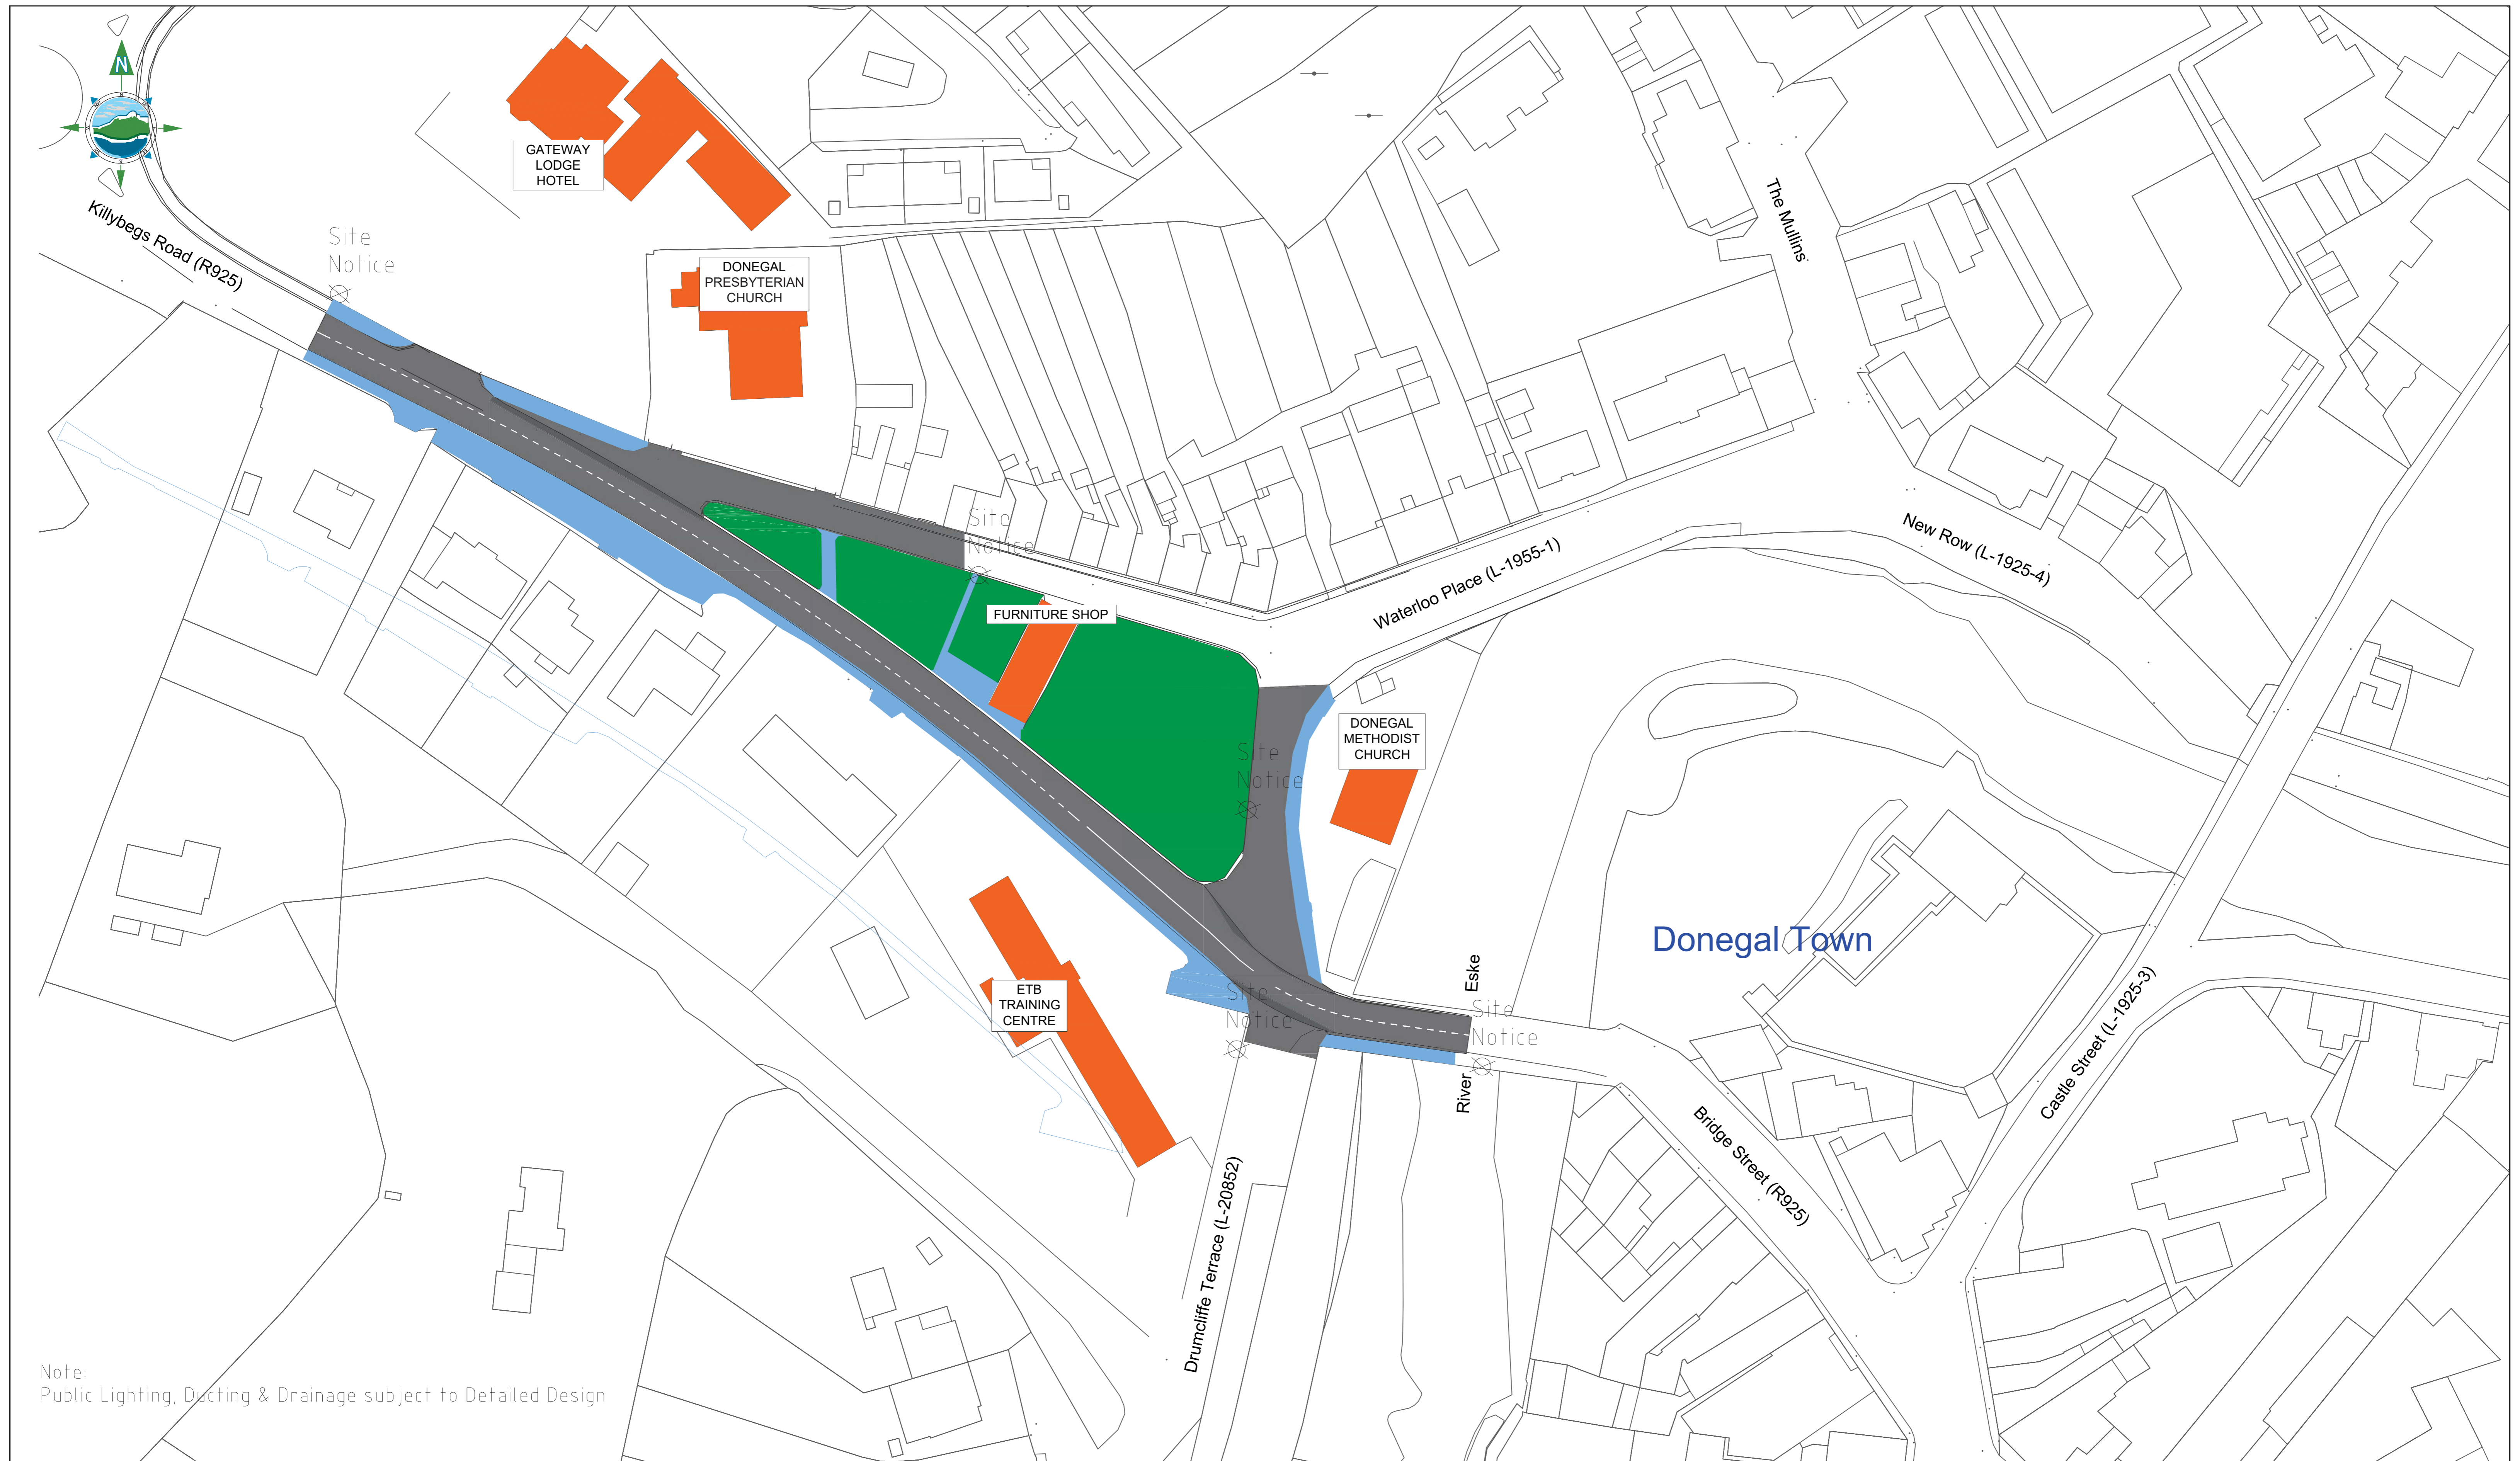 N
GATEWAY
LODGE
HOTEL
Killybegs Road (R925)
Site
Notice
DONEGAL
PRESBYTERIAN
CHURCH
The Mullins
Site
Notice
New Row (L-1925-4)
Waterloo Place (L-1955-1)
FURNITURE SHOP
DONEGAL
METHODIST
CHURCH
Site
Notice
Donegal Town
ETB
TRAINING
CENTRE
Site
Notice
Eske
River
Site
Notice
Castle Street (L-1925-3)
Bridge Street (R925)
Drumcliffe Terrace (L-20852)
Note:
Public Lighting, Ducting & Drainage subject to Detailed Design